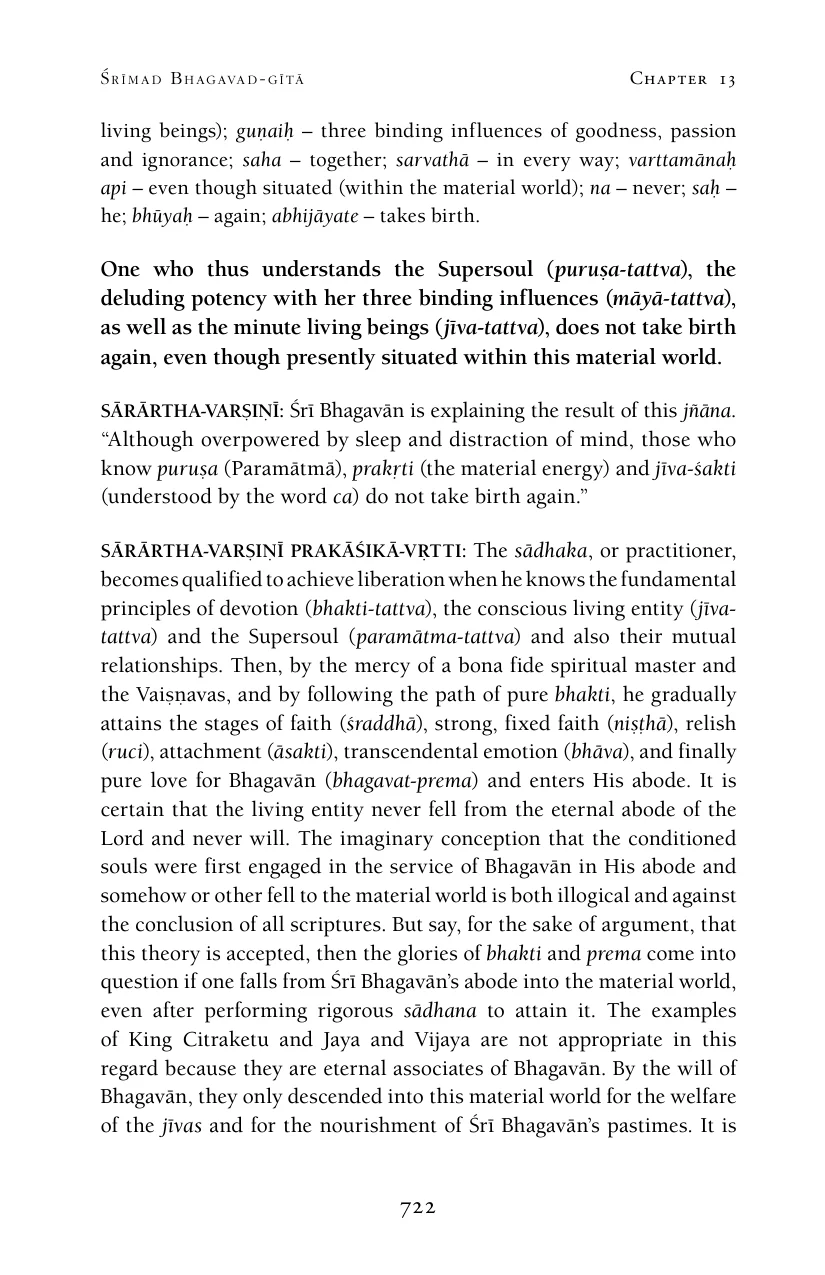 Śrīmad Bhagavad-gītā Chapter 13
living beings); guṇaiḥ – three binding influences of goodness, passion
and ignorance; saha – together; sarvathā – in every way; varttamānaḥ
api – even though situated (within the material world); na – never; saḥ –
he; bhūyaḥ – again; abhijāyate – takes birth.
One who thus understands the Supersoul (puruṣa-tattva), the
deluding potency with her three binding influences (māyā-tattva),
as well as the minute living beings (jīva-tattva), does not take birth
again, even though presently situated within this material world.
SĀRĀRTHA-VARṢIṆĪ: Śrī Bhagavān is explaining the result of this jñāna.
“Although overpowered by sleep and distraction of mind, those who
know puruṣa (Paramātmā), prakṛti (the material energy) and jīva-śakti
(understood by the word ca) do not take birth again.”
SĀRĀRTHA-VARṢIṆĪ PRAKĀŚIKĀ-VṚTTI: The sādhaka, or practitioner,
becomes qualified to achieve liberation when he knows the fundamental
principles of devotion (bhakti-tattva), the conscious living entity (jīva-
tattva) and the Supersoul (paramātma-tattva) and also their mutual
relationships. Then, by the mercy of a bona fide spiritual master and
the Vaiṣṇavas, and by following the path of pure bhakti, he gradually
attains the stages of faith (śraddhā), strong, fixed faith (niṣṭhā), relish
(ruci), attachment (āsakti), transcendental emotion (bhāva), and finally
pure love for Bhagavān (bhagavat-prema) and enters His abode. It is
certain that the living entity never fell from the eternal abode of the
Lord and never will. The imaginary conception that the conditioned
souls were first engaged in the service of Bhagavān in His abode and
somehow or other fell to the material world is both illogical and against
the conclusion of all scriptures. But say, for the sake of argument, that
this theory is accepted, then the glories of bhakti and prema come into
question if one falls from Śrī Bhagavān’s abode into the material world,
even after performing rigorous sādhana to attain it. The examples
of King Citraketu and Jaya and Vijaya are not appropriate in this
regard because they are eternal associates of Bhagavān. By the will of
Bhagavān, they only descended into this material world for the welfare
of the jīvas and for the nourishment of Śrī Bhagavān’s pastimes. It is
722